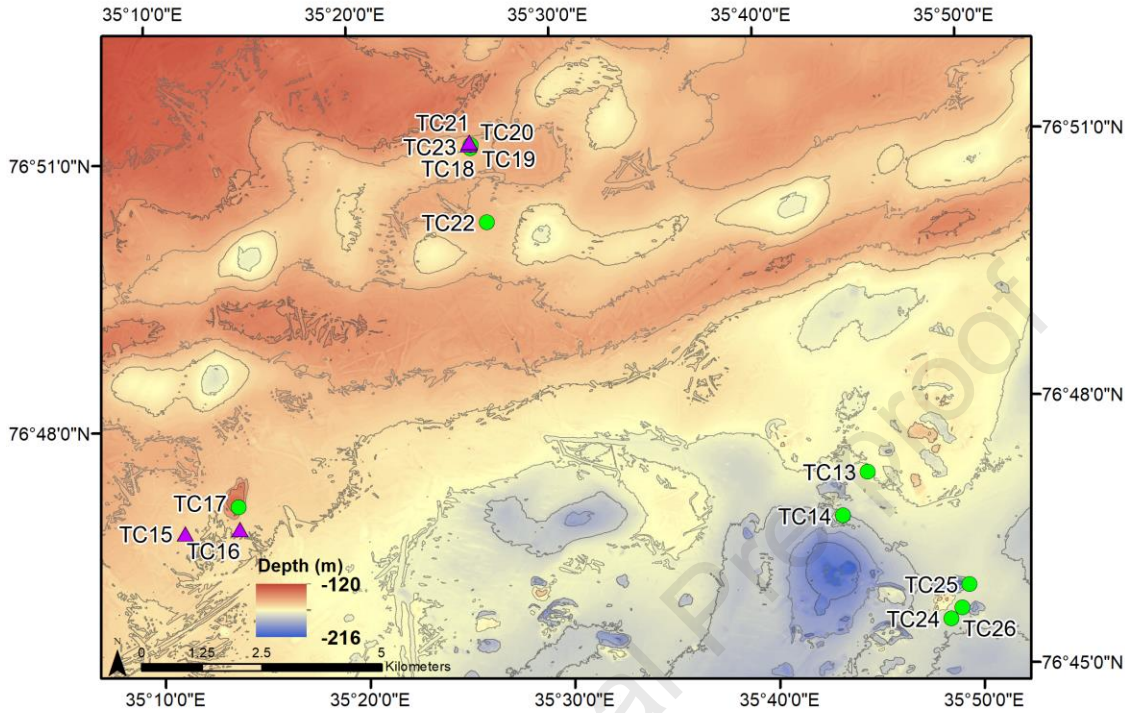 35°10'0"E 35°20'0"E 35°30'0"E 35°40'0"E 35°50'0"E
76°51'0"N
76°51'0"N
TC21 TC20
TC23
TC18 TC19
TC22
76°48'0"N
76°48'0"N
TC13
TC17
TC14
TC15
TC16
Depth (m)
-120
-216
TC25
TC24 TC26
N
0 1.25 2.5 5
Kilometers
76°45'0"N
35°10'0"E 35°20'0"E 35°30'0"E 35°40'0"E 35°50'0"E
al Pre-proof